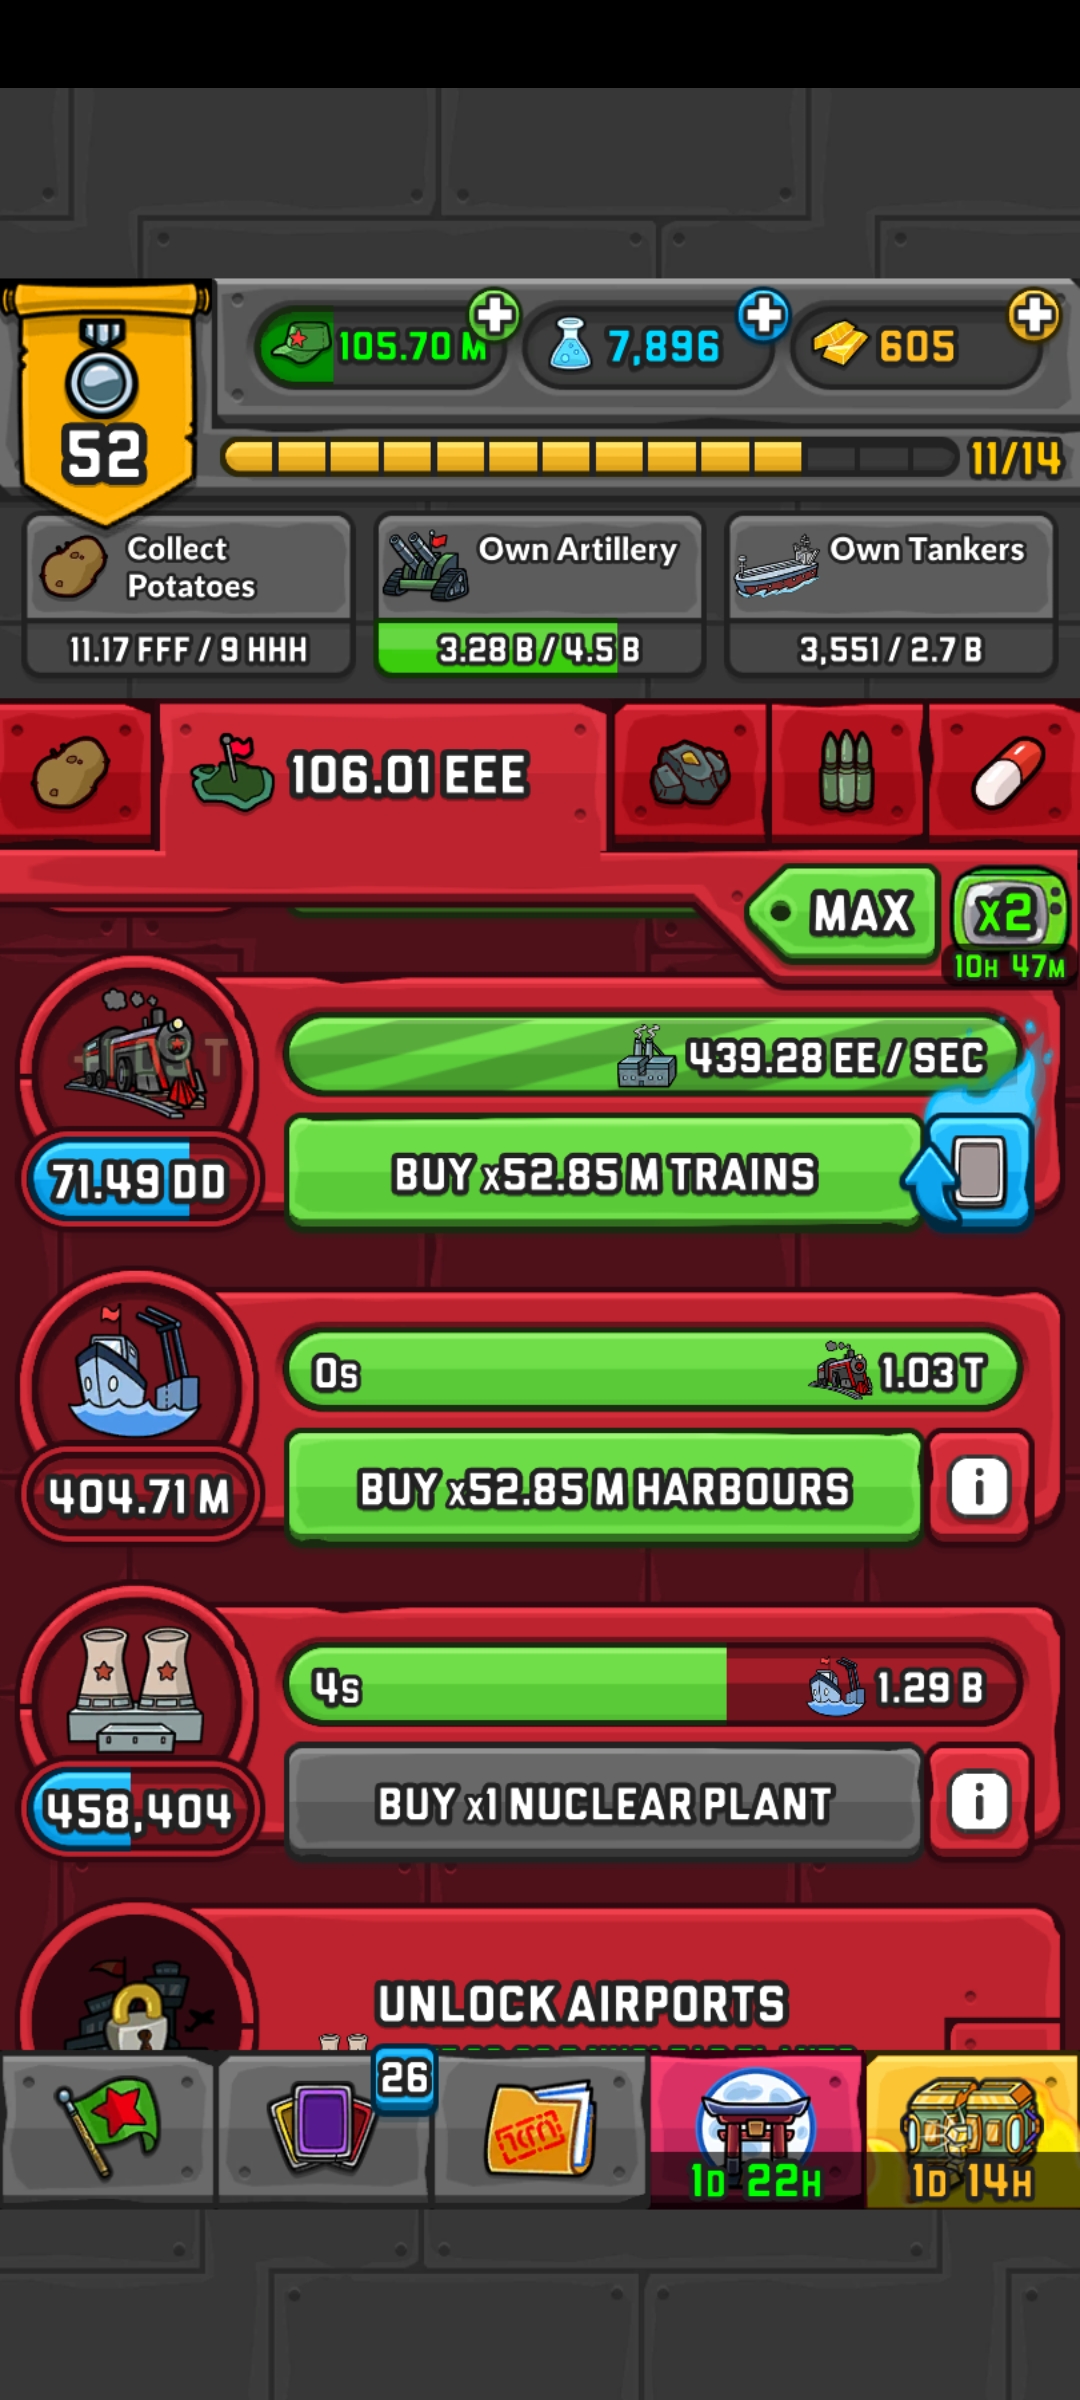 105.70 M
7,896
605
52
11/14
Collect
Potatoes
11.17 FFF / 9 HHH
Own Artillery
3.28 B / 4.5 B
Own Tankers
3,551 / 2.7 B
106.01 EEE
MAX
x2
10H 47M
439.28 EE / SEC
71.49 DD
BUY x52.85 M TRAINS
0s
1.03 T
404.71 M
BUY x52.85 M HARBOURS
4s
1.29 B
458,404
BUY x1 NUCLEAR PLANT
UNLOCK AIRPORTS
26
1D 22H
1D 14H